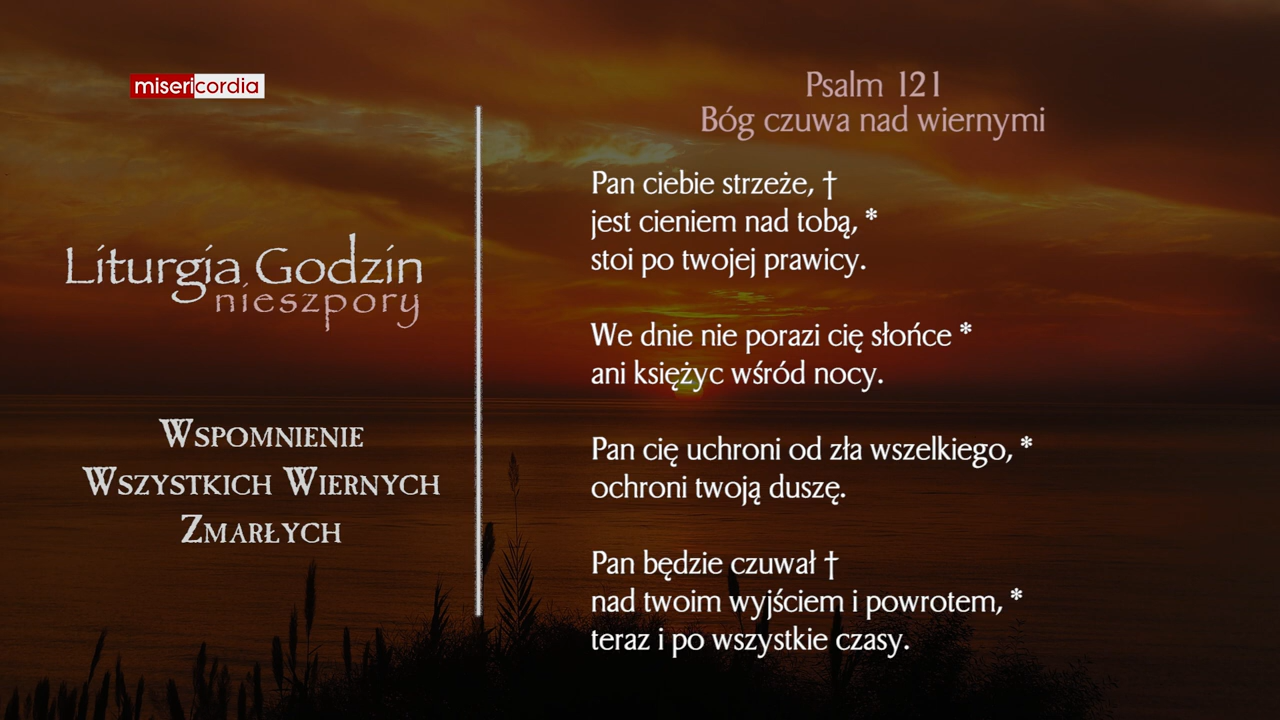 misericordia
Liturgia Godzin
nieszpory
Wspomnienie
Wszystkich Wiernych
Zmarłych
Psalm 121
Bóg czuwa nad wiernymi
Pan ciebie strzeże, †
jest cieniem nad tobą, *
stoi po twojej prawicy.
We dnie nie porazi cię słońce *
ani księżyc wśród nocy.
Pan cię uchroni od zła wszelkiego, *
ochroni twoją duszę.
Pan będzie czuwał †
nad twoim wyjściem i powrotem, *
teraz i po wszystkie czasy.